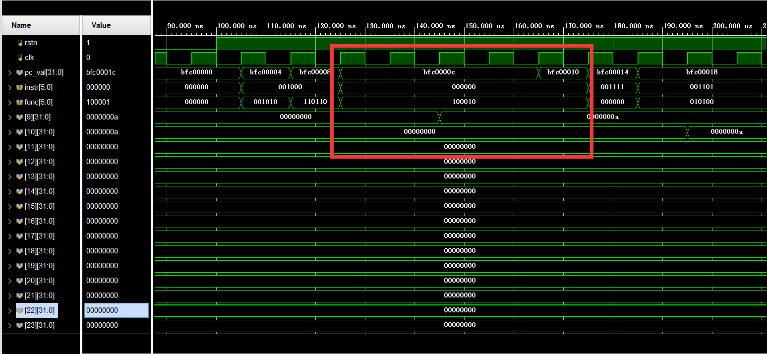 Name Value 90.000 ns 100.000 ns 110.000 ns 120.000 ns 130.000 ns 140.000 ns 150.000 ns 160.000 ns 170.000 ns 180.000 ns 190.000 ns 200.000 ns
rstn 1
clk 0
pc_val[31:0] bfc0001c bfc00000 bfc00004 bfc00008 bfc0000c bfc00010 bfc00014 bfc00018
instr[5:0] 000000 000000 001000 000000 001111 001101
func[5:0] 100001 000000 001010 110110 100010 000000 010100
[9][31:0] 0000000a 00000000 0000000a
[10][31:0] 0000000a 00000000 0000000a
[11][31:0] 00000000 00000000
[12][31:0] 00000000 00000000
[13][31:0] 00000000 00000000
[14][31:0] 00000000 00000000
[15][31:0] 00000000 00000000
[16][31:0] 00000000 00000000
[17][31:0] 00000000 00000000
[18][31:0] 00000000 00000000
[19][31:0] 00000000 00000000
[20][31:0] 00000000 00000000
[21][31:0] 00000000 00000000
[22][31:0] 00000000 00000000
[23][31:0] 00000000 00000000